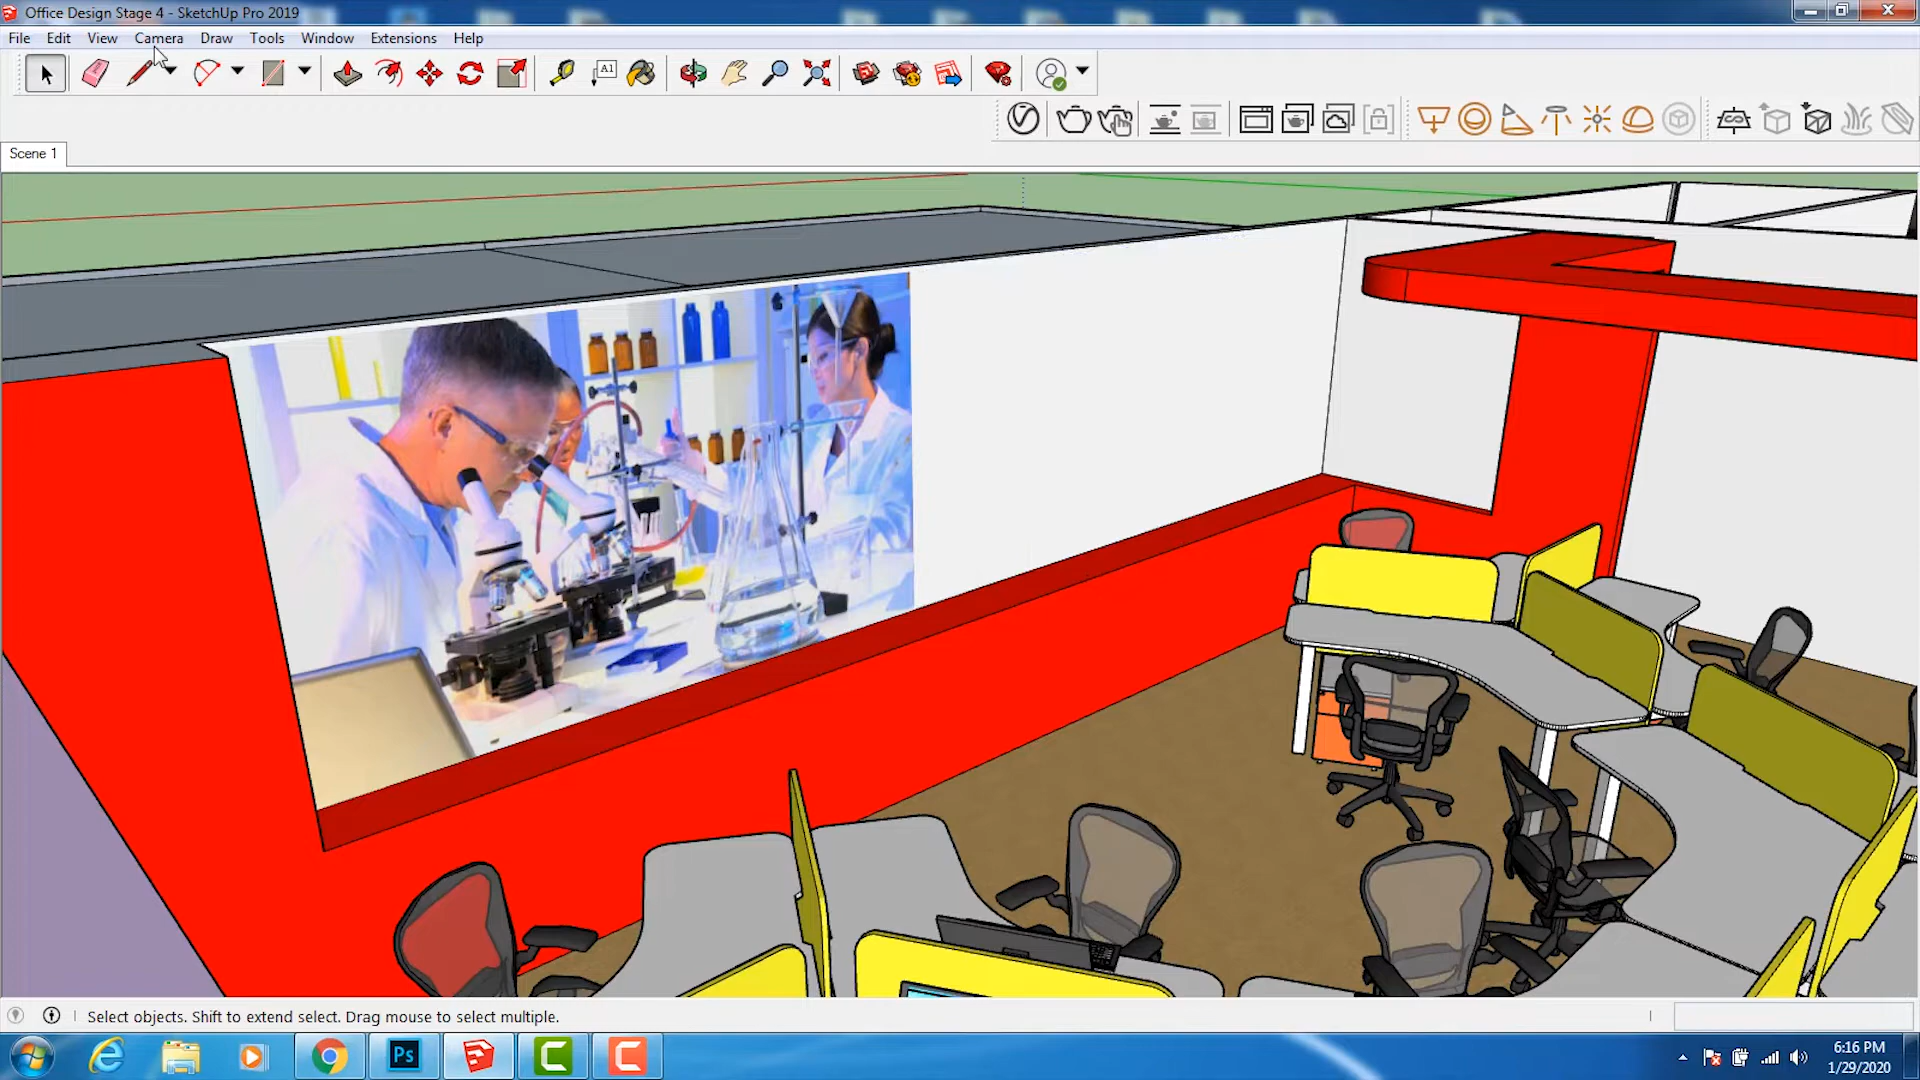 Office Design Stage 4 - SketchUp Pro 2019
File Edit View Camera Draw Tools Window Extensions Help
A1
Scene 1
Select objects. Shift to extend select. Drag mouse to select multiple.
Ps
6:16 PM
1/29/2020